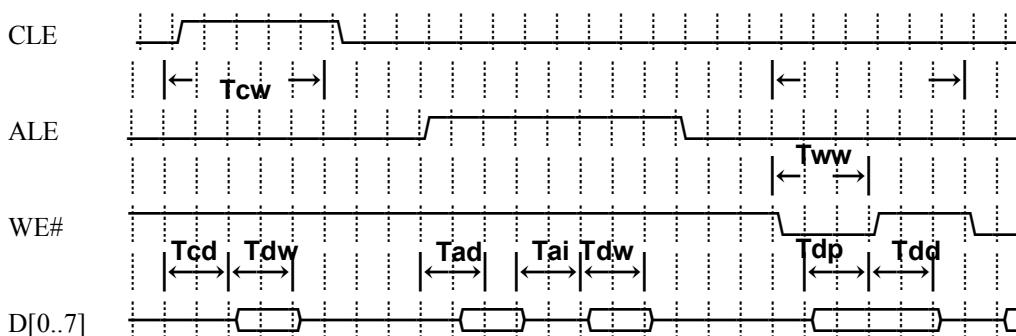 CLE
Tcw
ALE
Tww
WE#
Tcd Tdw Tad Tai Tdw Tdp Tdd
D[0..7]